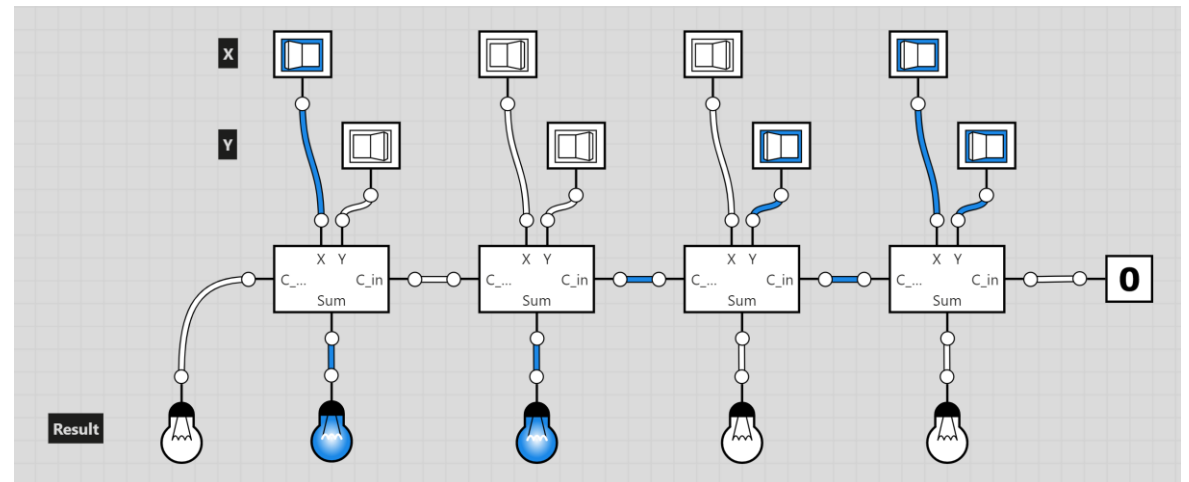 X
Y
X Y X Y X Y X Y
C_... C_in C_... C_in C_... C_in C_... C_in 0
Sum Sum Sum Sum
Result